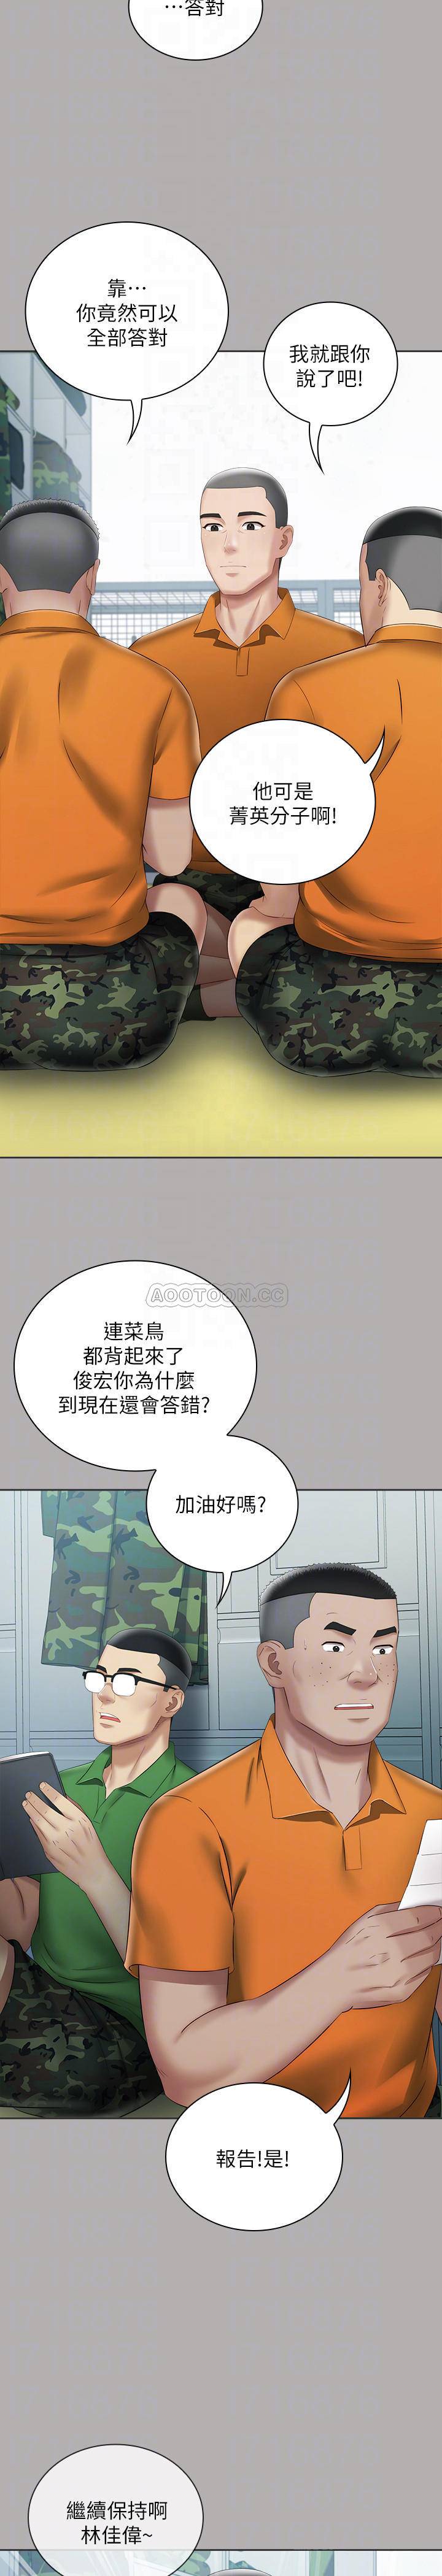 …答對
靠…
你竟然可以
全部答對
我就跟你
說了吧!
他可是
菁英分子啊!
AOOTOON.CC
連菜鳥
都背起來了
俊宏你為什麼
到現在還會答錯?
加油好嗎?
報告!是!
繼續保持啊
林佳偉~